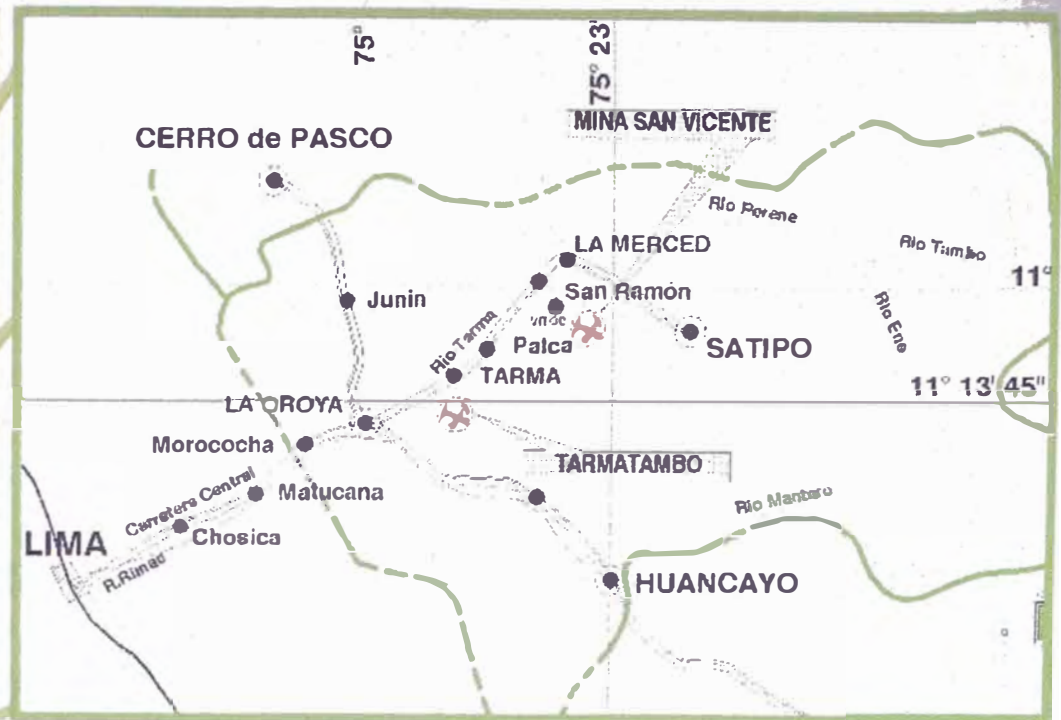 75°
75° 23'
MINA SAN VICENTE
CERRO de PASCO
Rio Perene
LA MERCED
Rio Tambo
11°
Junin
San Ramón
Rio Ene
Rio Tarma
Palca
SATIPO
TARMA
11° 13' 45"
LA OROYA
Morococha
TARMATAMBO
Matucana
Rio Mantaro
Carretera Central
Chosica
LIMA
R.Rimac
HUANCAYO